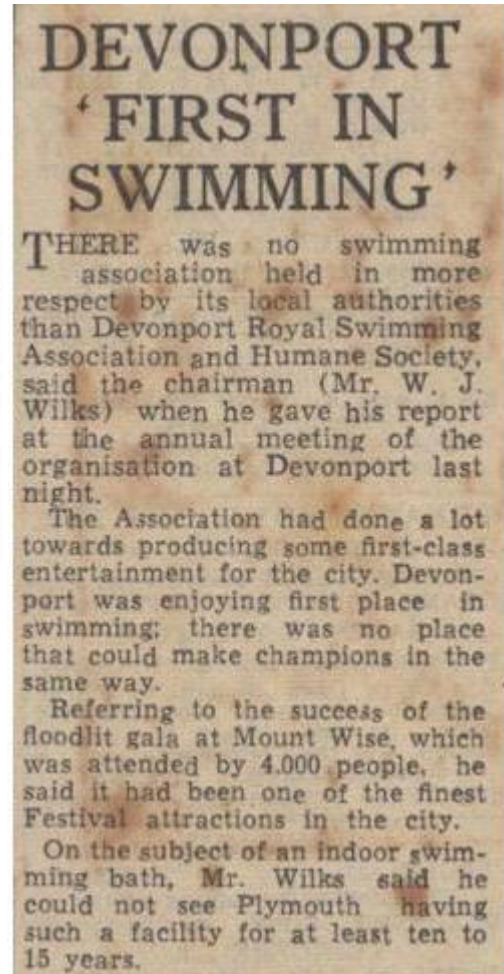 DEVONPORT
'FIRST IN
SWIMMING'
THERE was no swimming
association held in more
respect by its local authorities
than Devonport Royal Swimming
Association and Humane Society,
said the chairman (Mr. W. J.
Wilks) when he gave his report
at the annual meeting of the
organisation at Devonport last
night.
The Association had done a lot
towards producing some first-class
entertainment for the city. Devon-
port was enjoying first place in
swimming; there was no place
that could make champions in the
same way.
Referring to the success of the
floodlit gala at Mount Wise, which
was attended by 4,000 people, he
said it had been one of the finest
Festival attractions in the city.
On the subject of an indoor swim-
ming bath, Mr. Wilks said he
could not see Plymouth having
such a facility for at least ten to
15 years.